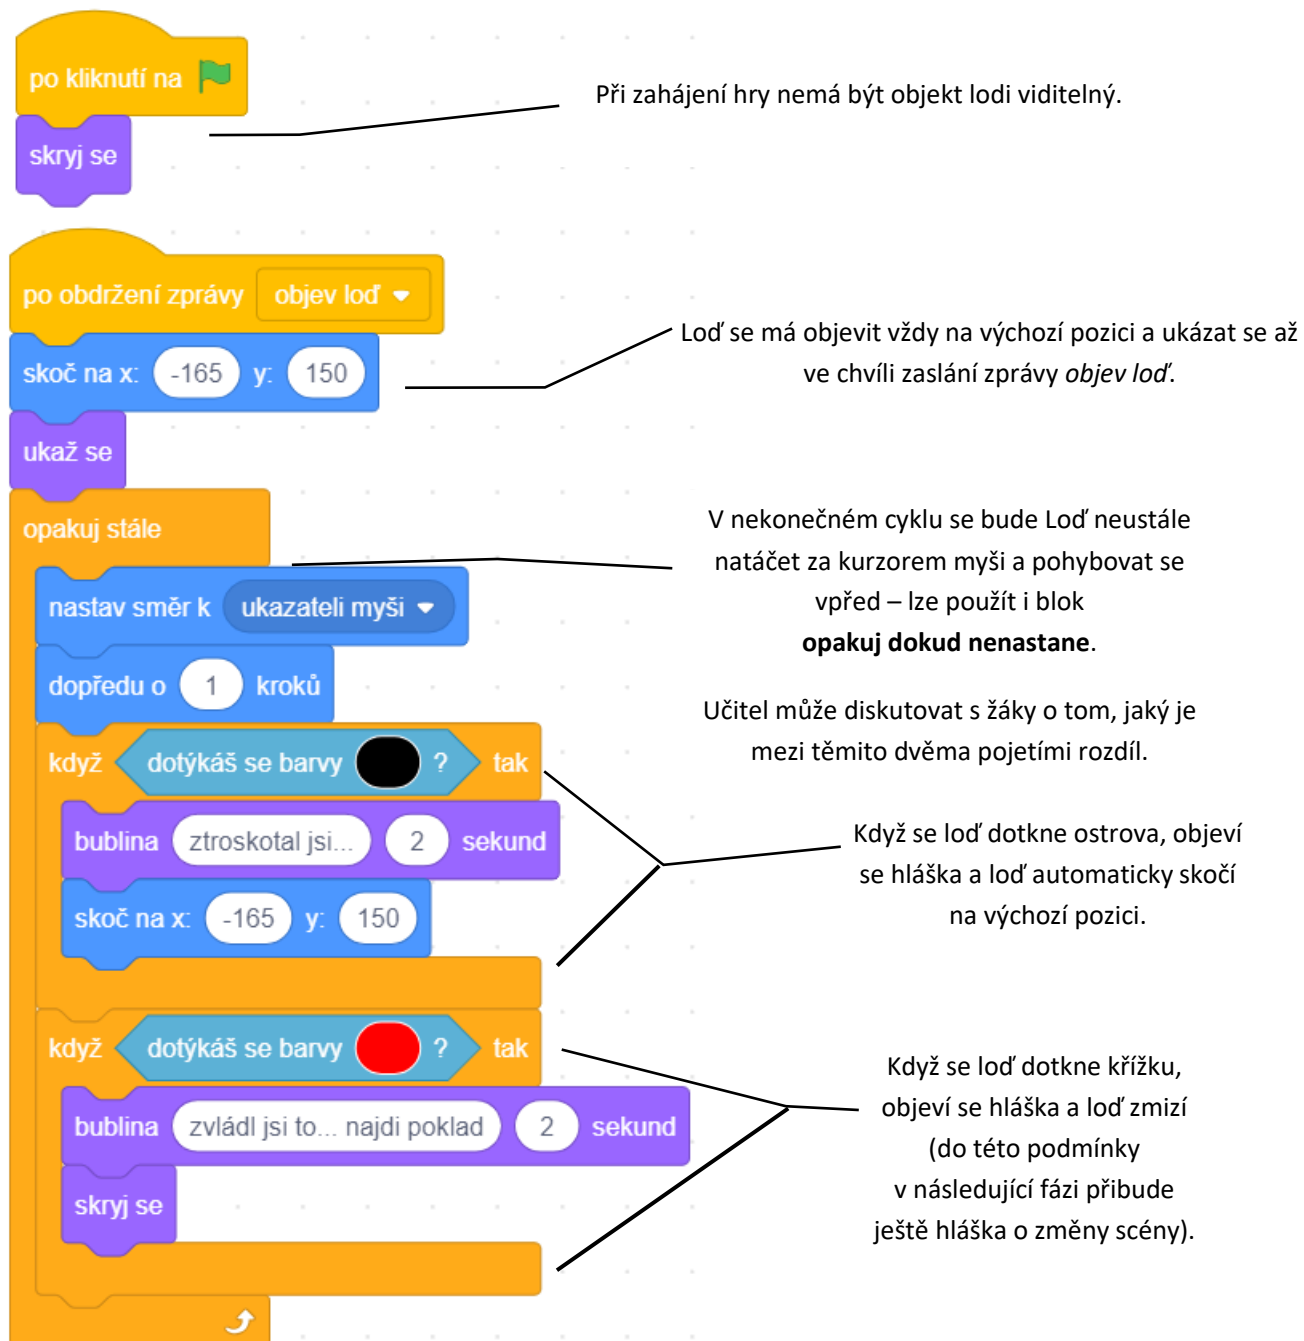 po kliknutí na
skryj se
Při zahájení hry nemá být objekt lodi viditelný.
po obdržení zprávy objev loď
skoč na x: -165 y: 150
ukaž se
Loď se má objevit vždy na výchozí pozici a ukázat se až
ve chvíli zaslání zprávy objev loď.
opakuj stále
nastav směr k ukazateli myši
dopředu o 1 kroků
V nekonečném cyklu se bude Loď neustále
natáčet za kurzorem myši a pohybovat se
vpřed – lze použít i blok
opakuj dokud nenastane.
Učitel může diskutovat s žáky o tom, jaký je
mezi těmito dvěma pojetími rozdíl.
když dotýkáš se barvy ? tak
bublina ztroskotal jsi... 2 sekund
skoč na x: -165 y: 150
Když se loď dotkne ostrova, objeví
se hláška a loď automaticky skočí
na výchozí pozici.
když dotýkáš se barvy ? tak
bublina zvládl jsi to... najdi poklad 2 sekund
skryj se
Když se loď dotkne křížku,
objeví se hláška a loď zmizí
(do této podmínky
v následující fázi přibude
ještě hláška o změny scény).